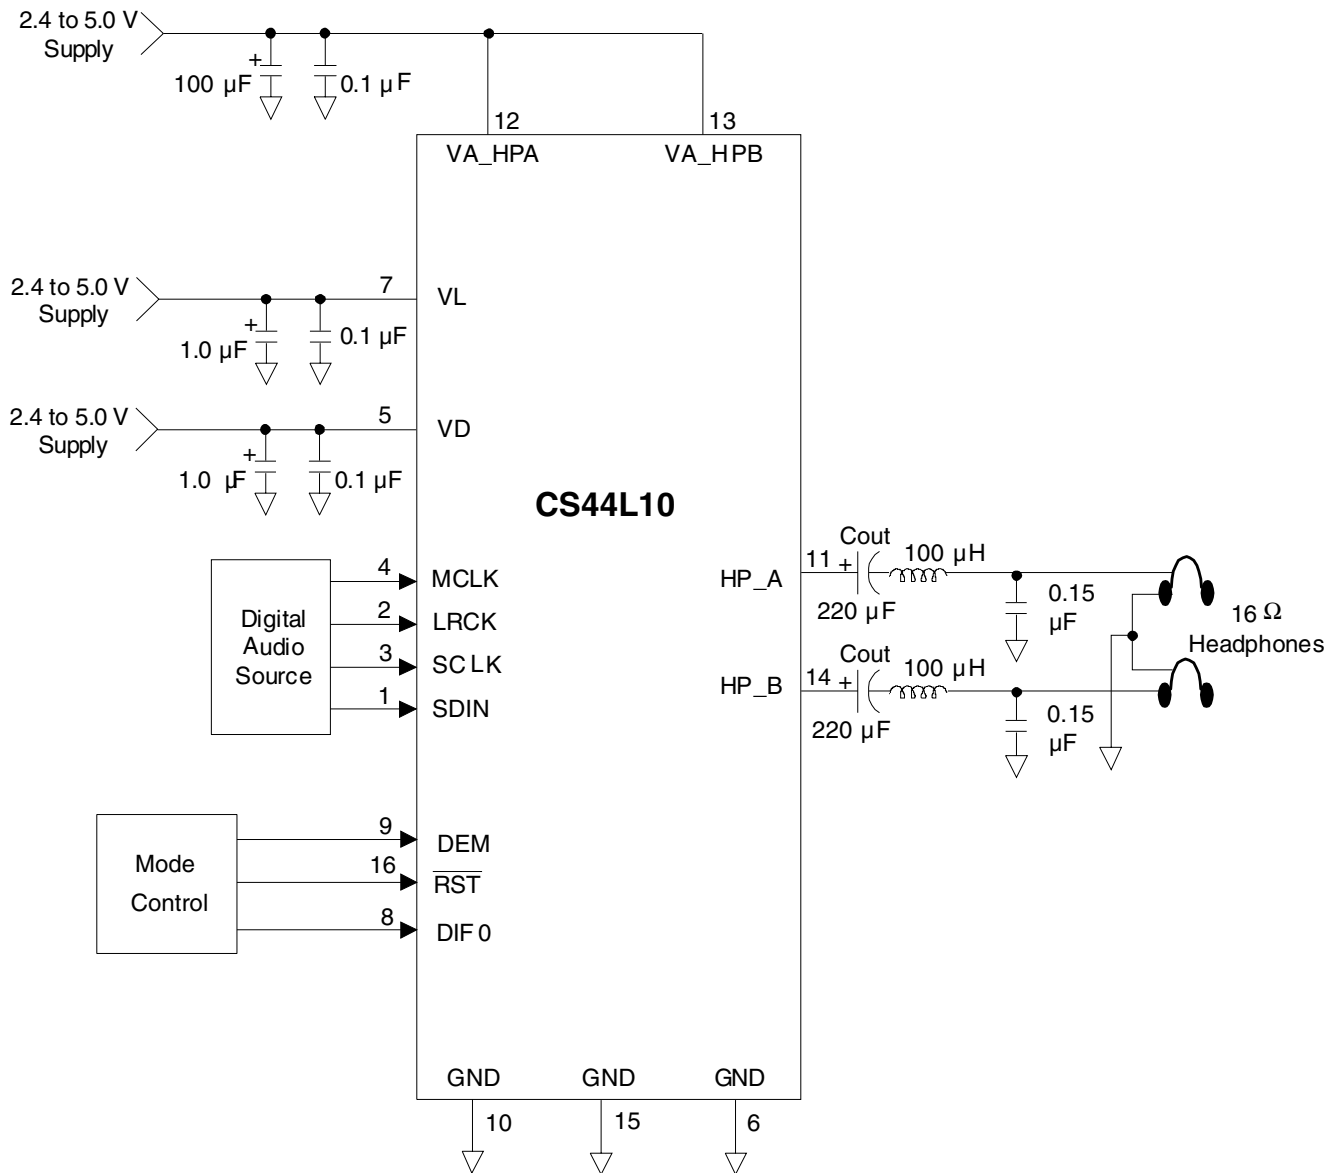 2.4 to 5.0 V
Supply
+
100 µF
0.1 µF
12
13
VA_HPA
VA_HPB
2.4 to 5.0 V
Supply
7
VL
+
1.0 µF
0.1 µF
2.4 to 5.0 V
Supply
5
VD
+
1.0 µF
0.1 µF
CS44L10
Digital
Audio
Source
4
MCLK
2
LRCK
3
SCLK
1
SDIN
HP_A
11
+
Cout
220 µF
100 µH
0.15
µF
HP_B
14
+
Cout
220 µF
100 µH
0.15
µF
16 Ω
Headphones
Mode
Control
9
DEM
16
RST
8
DIF0
GND
GND
GND
10
15
6